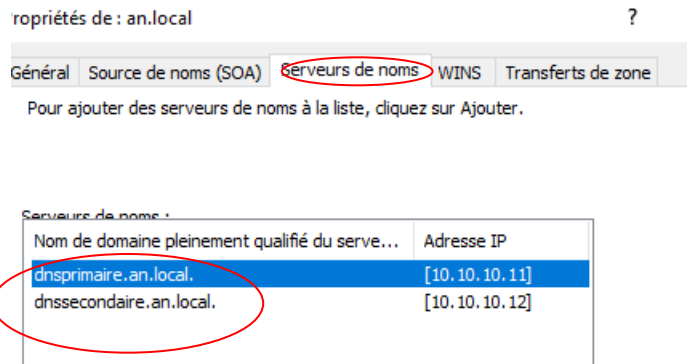 ropriétés de : an.local ?
Général Source de noms (SOA) Serveurs de noms WINS Transferts de zone
Pour ajouter des serveurs de noms à la liste, cliquez sur Ajouter.
Serveurs de noms :
Nom de domaine pleinement qualifié du serve... Adresse IP
dnsprimaire.an.local. [10.10.10.11]
dnssecondaire.an.local. [10.10.10.12]